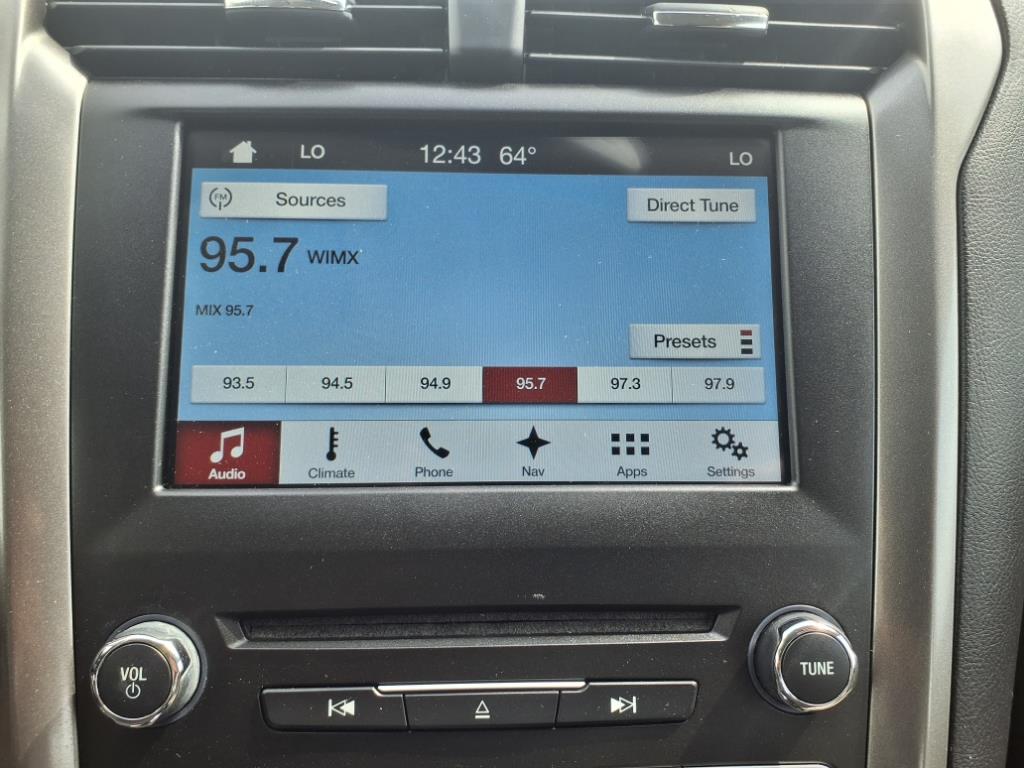 LO 12:43 64° LO
FM Sources Direct Tune
95.7 WIMX
MIX 95.7
Presets
93.5 94.5 94.9 95.7 97.3 97.9
Audio Climate Phone Nav Apps Settings
VOL TUNE